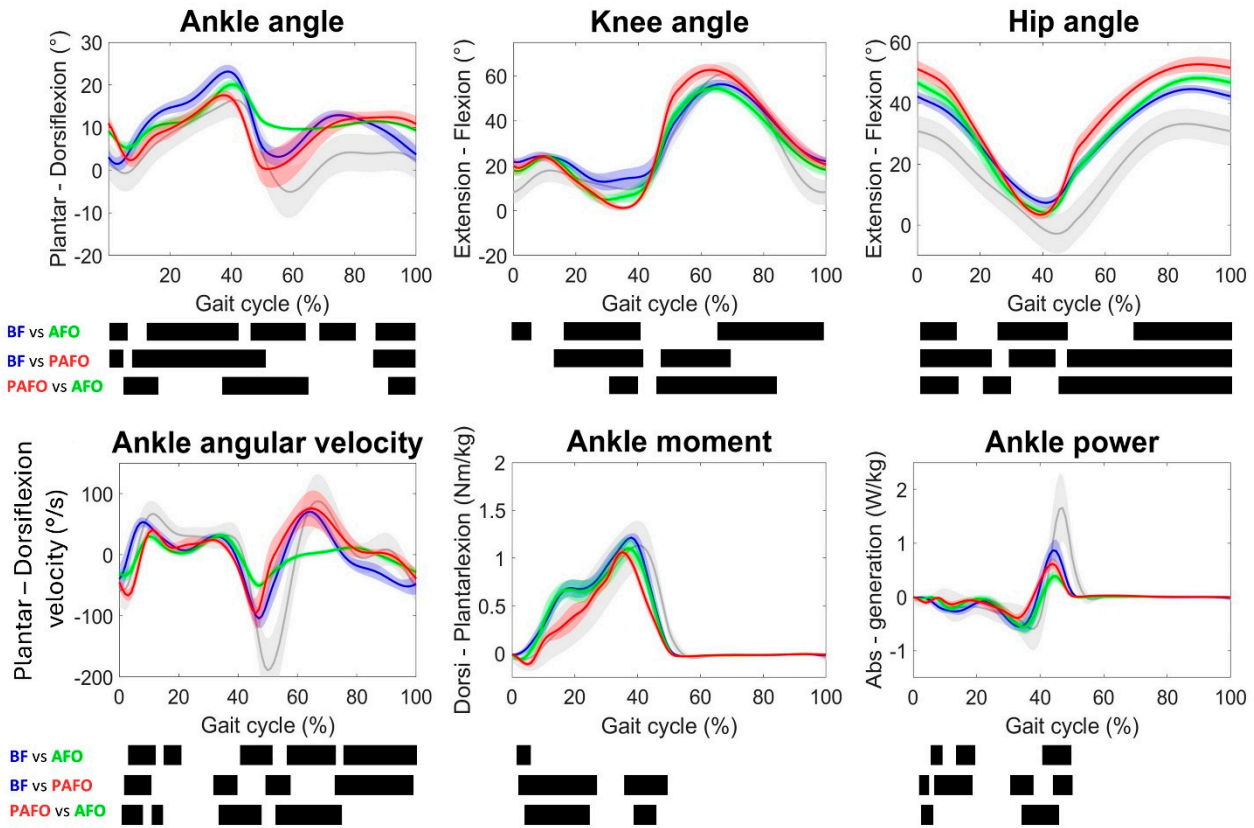 Ankle angle
Plantar - Dorsiflexion (°)
30
20
10
0
-10
-20
20
40
60
80
100
Gait cycle (%)
Knee angle
Extension - Flexion (°)
60
40
20
0
-20
0
20
40
60
80
100
Gait cycle (%)
Hip angle
Extension - Flexion (°)
60
40
20
0
0
20
40
60
80
100
Gait cycle (%)
BF vs AFO
BF vs PAFO
PAFO vs AFO
Ankle angular velocity
Plantar – Dorsiflexion
velocity (º/s)
100
0
-100
-200
0
20
40
60
80
100
Gait cycle (%)
Ankle moment
Dorsi - Plantarlexion (Nm/kg)
2
1.5
1
0.5
0
0
20
40
60
80
100
Gait cycle (%)
Ankle power
Abs - generation (W/kg)
2
1
0
-1
0
20
40
60
80
100
Gait cycle (%)
BF vs AFO
BF vs PAFO
PAFO vs AFO